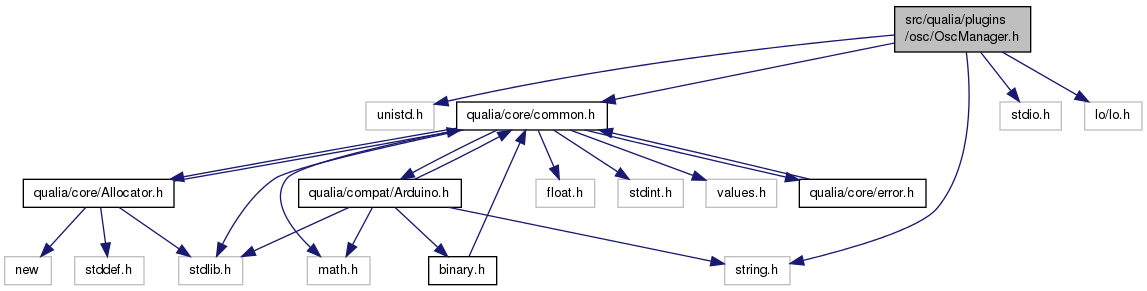 src/qualia/plugins
/osc/OscManager.h
unistd.h
qualia/core/common.h
stdio.h
lo/lo.h
qualia/core/Allocator.h
qualia/compat/Arduino.h
float.h
stdint.h
values.h
qualia/core/error.h
new
stddef.h
stdlib.h
math.h
binary.h
string.h